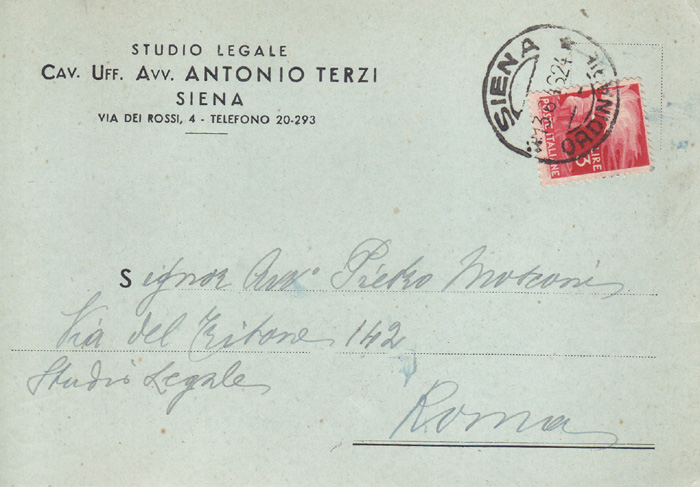 STUDIO LEGALE
CAV. UFF. AVV. ANTONIO TERZI
SIENA
VIA DEI ROSSI, 4 - TELEFONO 20-293
SIENA
ORDINARIE
POSTE ITALIANE
LIRE
3
Signor Avv. Pietro Mosconi
Via del Tritone 142
Studio Legale
Roma